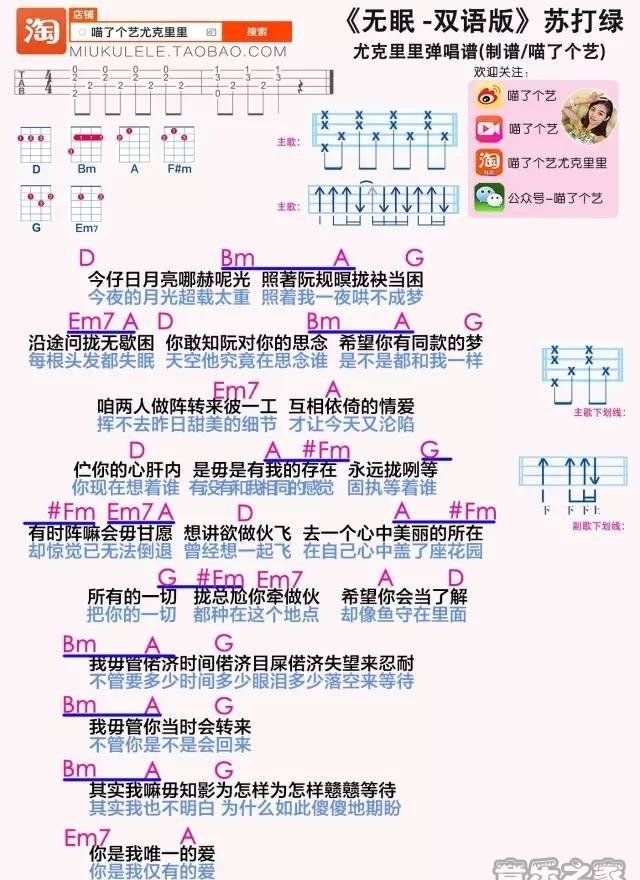 店铺
淘 喵了个艺尤克里里 搜索
MIUKULELE.TAOBAO.COM
《无眠 -双语版》苏打绿
尤克里里弹唱谱(制谱/喵了个艺)
欢迎关注:
喵了个艺
喵了个艺
喵了个艺尤克里里
公众号-喵了个艺
主歌:
主歌:
D Bm A F#m
G Em7
D Bm A G
今仔日月亮哪赫呢光 照著阮规暝拢袂当困
今夜的月光超载太重 照着我一夜哄不成梦
Em7 A D Bm A G
沿途问拢无歇困 你敢知阮对你的思念 希望你有同款的梦
每根头发都失眠 天空他究竟在思念谁 是不是都和我一样
Em7 A
咱两人做阵转来彼一工 互相依倚的情爱
挥不去昨日甜美的细节 才让今天又沦陷
主歌下划线:
D A #Fm G
伫你的心肝内 是毋是有我的存在 永远拢咧等
你现在想着谁 有没有和我相同的感觉 固执等着谁
下 下下上
副歌下划线:
#Fm Em7 A D A #Fm
有时阵嘛会毋甘愿 想讲欲做伙飞 去一个心中美丽的所在
却惊觉已无法倒退 曾经想一起飞 在自己心中盖了座花园
G #Fm Em7 A D
所有的一切 拢总尬你牵做伙 希望你会当了解
把你的一切 都种在这个地点 却像鱼守在里面
Bm A G
我毋管偌济时间偌济目屎偌济失望来忍耐
不管要多少时间多少眼泪多少落空来等待
Bm A G
我毋管你当时会转来
不管你是不是会回来
Bm A G
其实我嘛毋知影为怎样为怎样戆戆等待
其实我也不明白 为什么如此傻傻地期盼
Em7 A
你是我唯一的爱
你是我仅有的爱
音乐之家